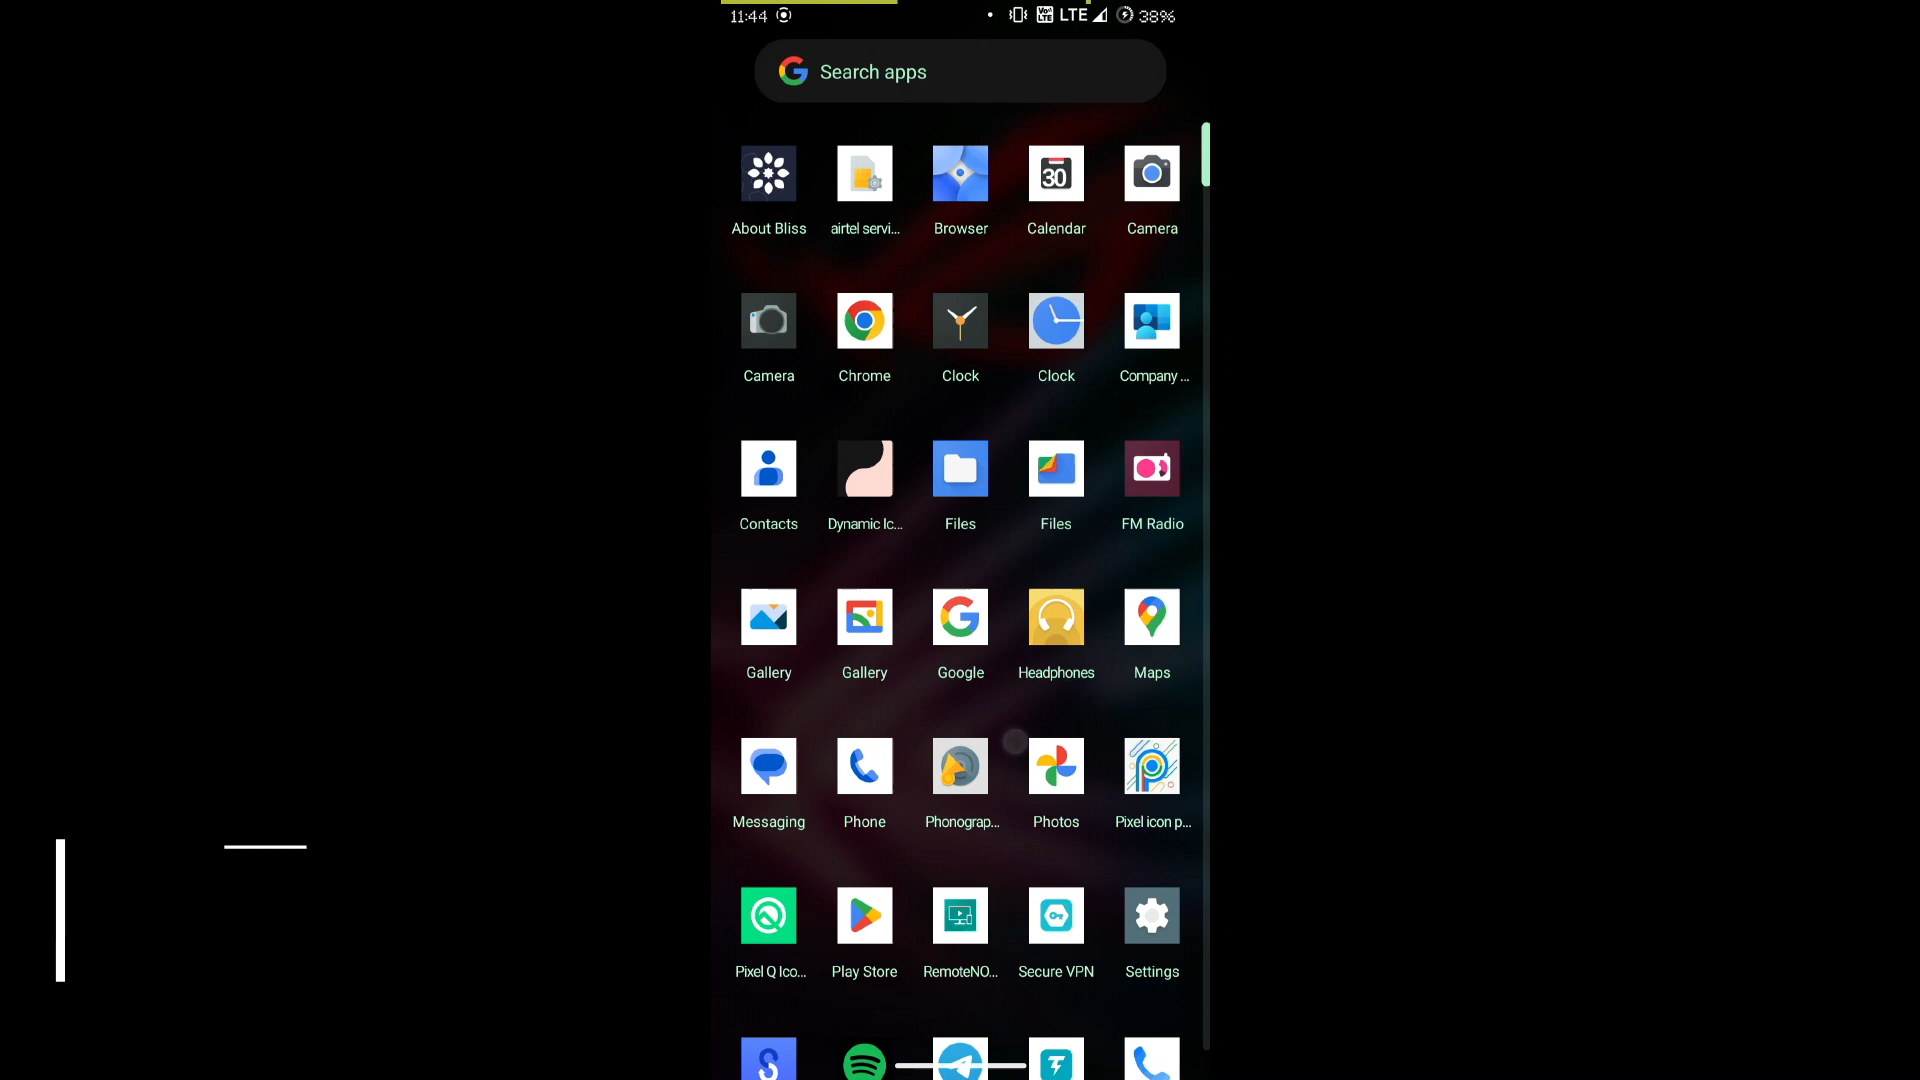 11:44 LTE 38%
Search apps
30
About Bliss airtel servi... Browser Calendar Camera
Camera Chrome Clock Clock Company ...
Contacts Dynamic Ic... Files Files FM Radio
Gallery Gallery Google Headphones Maps
Messaging Phone Phonograp... Photos Pixel icon p...
Pixel Q Ico... Play Store RemoteNO... Secure VPN Settings